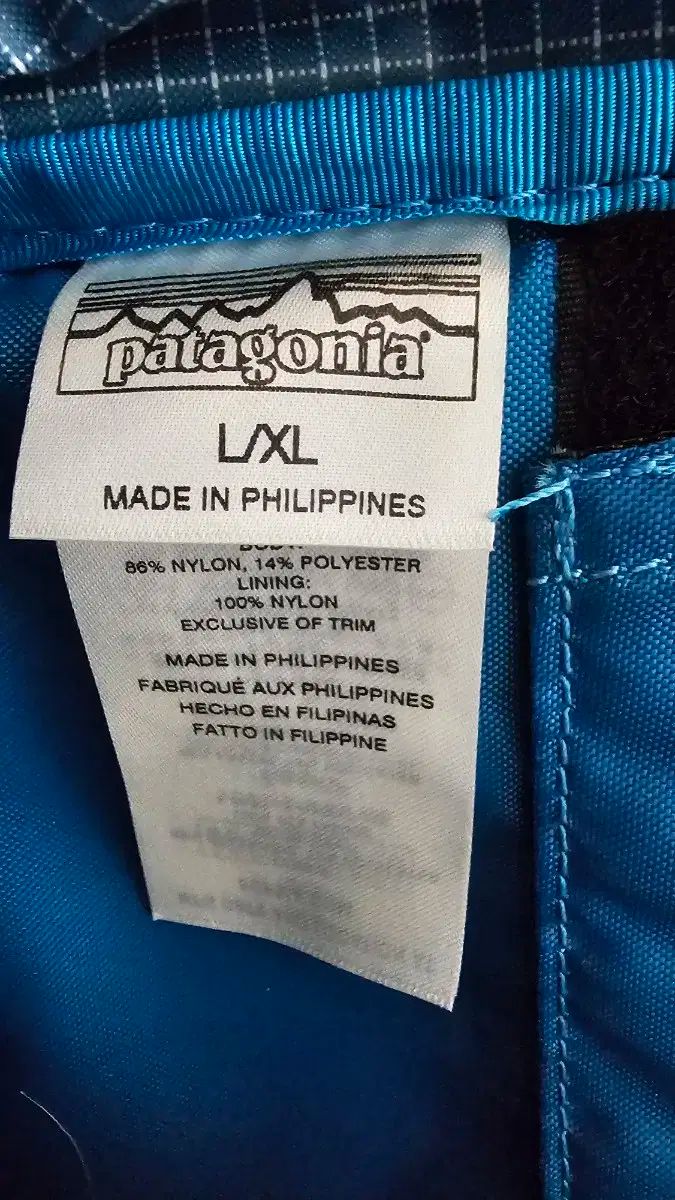 patagonia®
L/XL
MADE IN PHILIPPINES
86% NYLON, 14% POLYESTER
LINING:
100% NYLON
EXCLUSIVE OF TRIM
MADE IN PHILIPPINES
FABRIQUÉ AUX PHILIPPINES
HECHO EN FILIPINAS
FATTO IN FILIPPINE